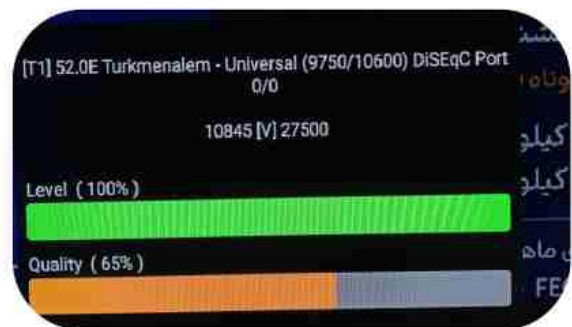 [T1] 52.0E Turkmenalem - Universal (9750/10600) DiSEqC Port
0/0
10845 [V] 27500
Level (100%)
Quality (65%)
کیلو
کیلو